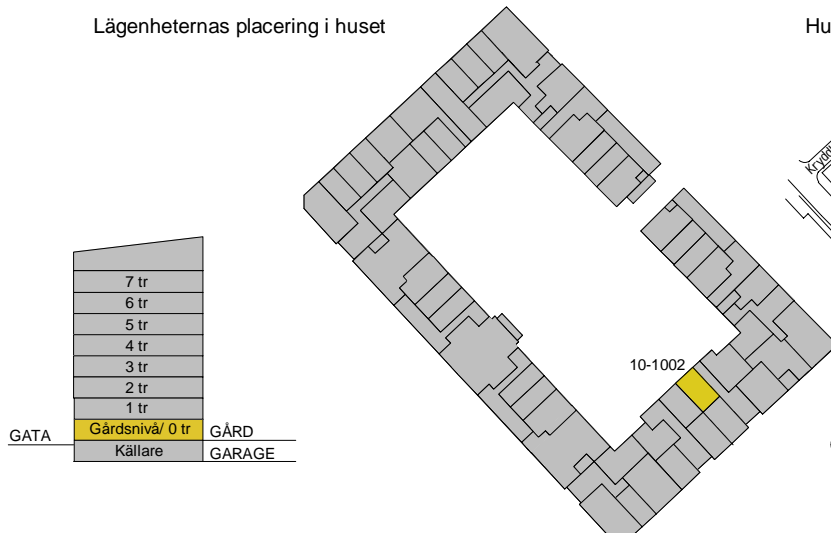 Lägenheternas placering i huset
Hu
Krydd
7 tr
6 tr
5 tr
4 tr
3 tr
2 tr
1 tr
Gårdsnivå/ 0 tr
Källare
GATA
GÅRD
GARAGE
10-1002